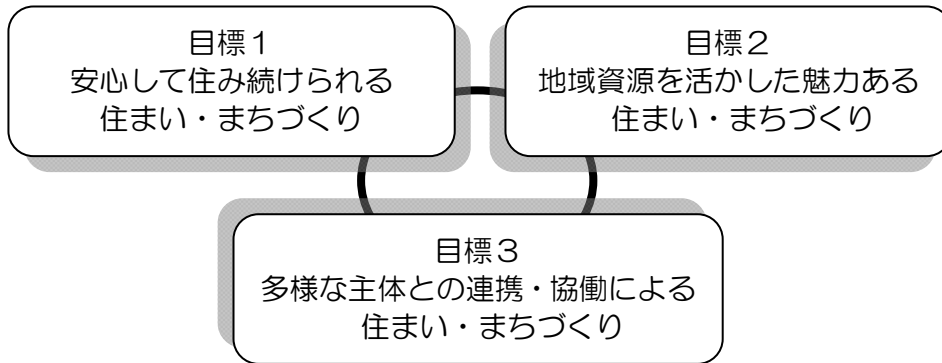 目標１
安心して住み続けられる
住まい・まちづくり
目標２
地域資源を活かした魅力ある
住まい・まちづくり
目標３
多様な主体との連携・協働による
住まい・まちづくり